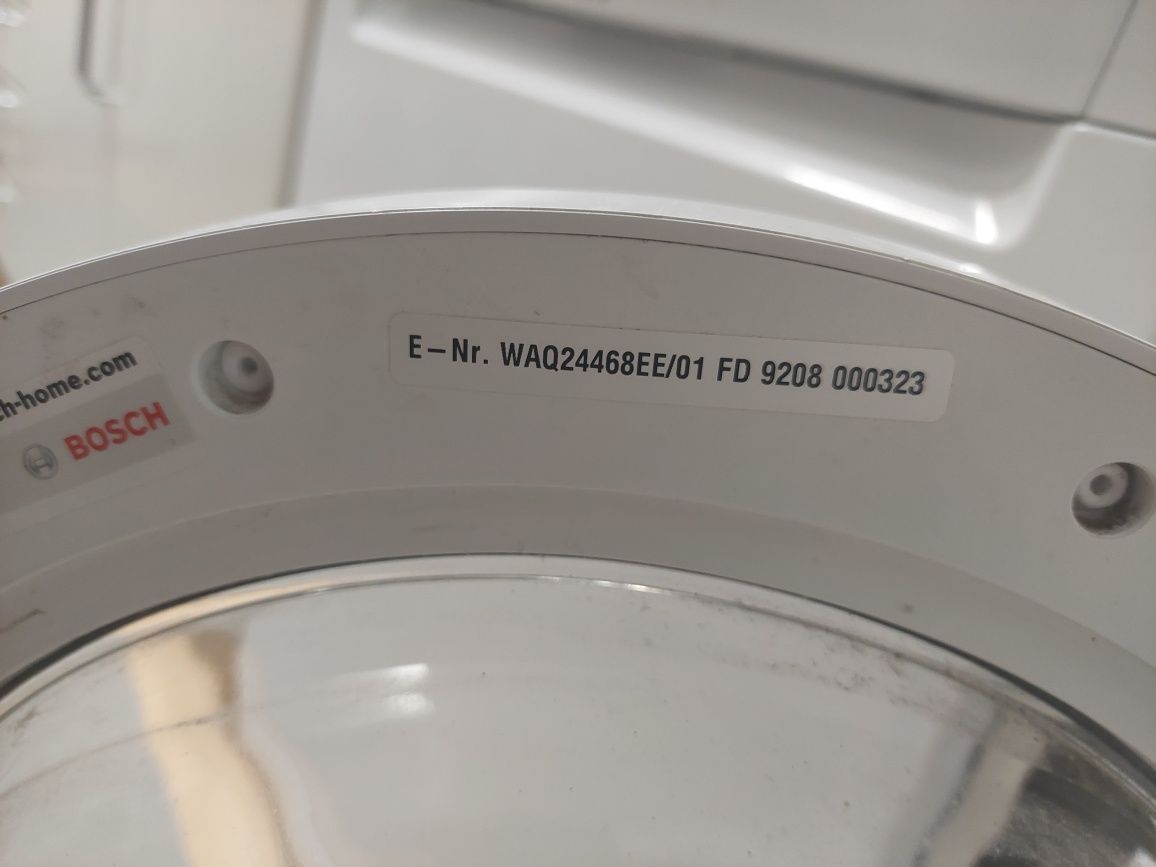 h-home.com
BOSCH
E-Nr. WAQ24468EE/01 FD 9208 000323